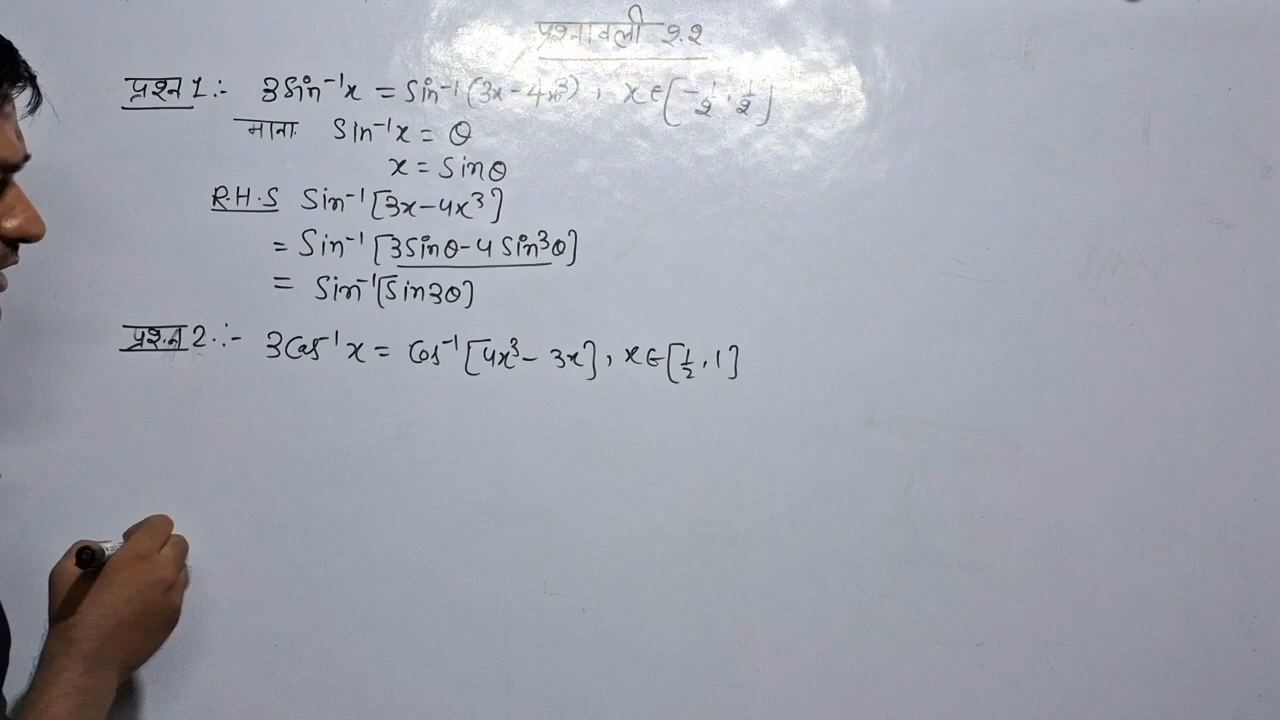 प्रश्नावली २.२
प्रश्न 1:- 3Sin⁻¹x = Sin⁻¹(3x-4x³), x∈[-1/2, 1/2]
माना Sin⁻¹x = θ
x = Sinθ
R.H.S Sin⁻¹[3x-4x³]
= Sin⁻¹[3Sinθ-4Sin³θ]
= Sin⁻¹[Sin3θ]
प्रश्न 2:- 3Cos⁻¹x = Cos⁻¹[4x³-3x], x∈[1/2, 1]